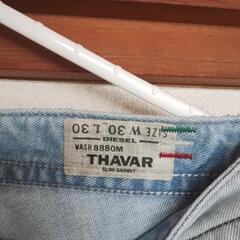 SIZE W 30 L 30
DIESEL
WASH 8880M
THAVAR
SLIM-SKINNY